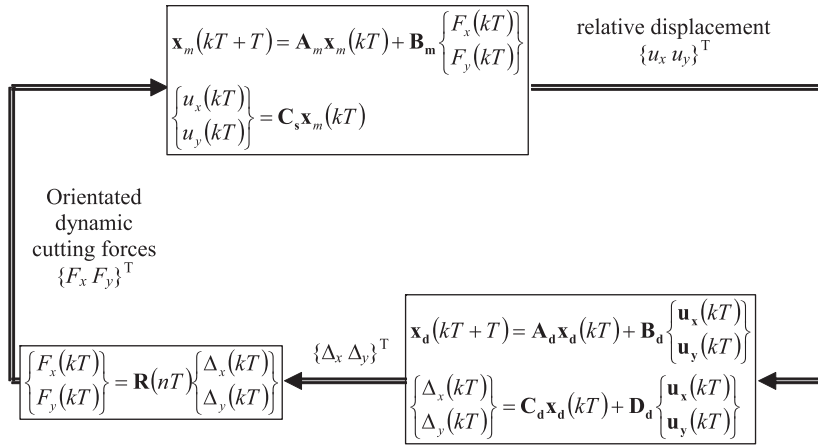 x_m(kT + T) = A_m x_m(kT) + B_m {F_x(kT) F_y(kT)}
{u_x(kT) u_y(kT)} = C_s x_m(kT)
relative displacement
{u_x u_y}^T
Orientated
dynamic
cutting forces
{F_x F_y}^T
{F_x(kT) F_y(kT)} = R(nT) {Δ_x(kT) Δ_y(kT)}
{Δ_x Δ_y}^T
x_d(kT + T) = A_d x_d(kT) + B_d {u_x(kT) u_y(kT)}
{Δ_x(kT) Δ_y(kT)} = C_d x_d(kT) + D_d {u_x(kT) u_y(kT)}